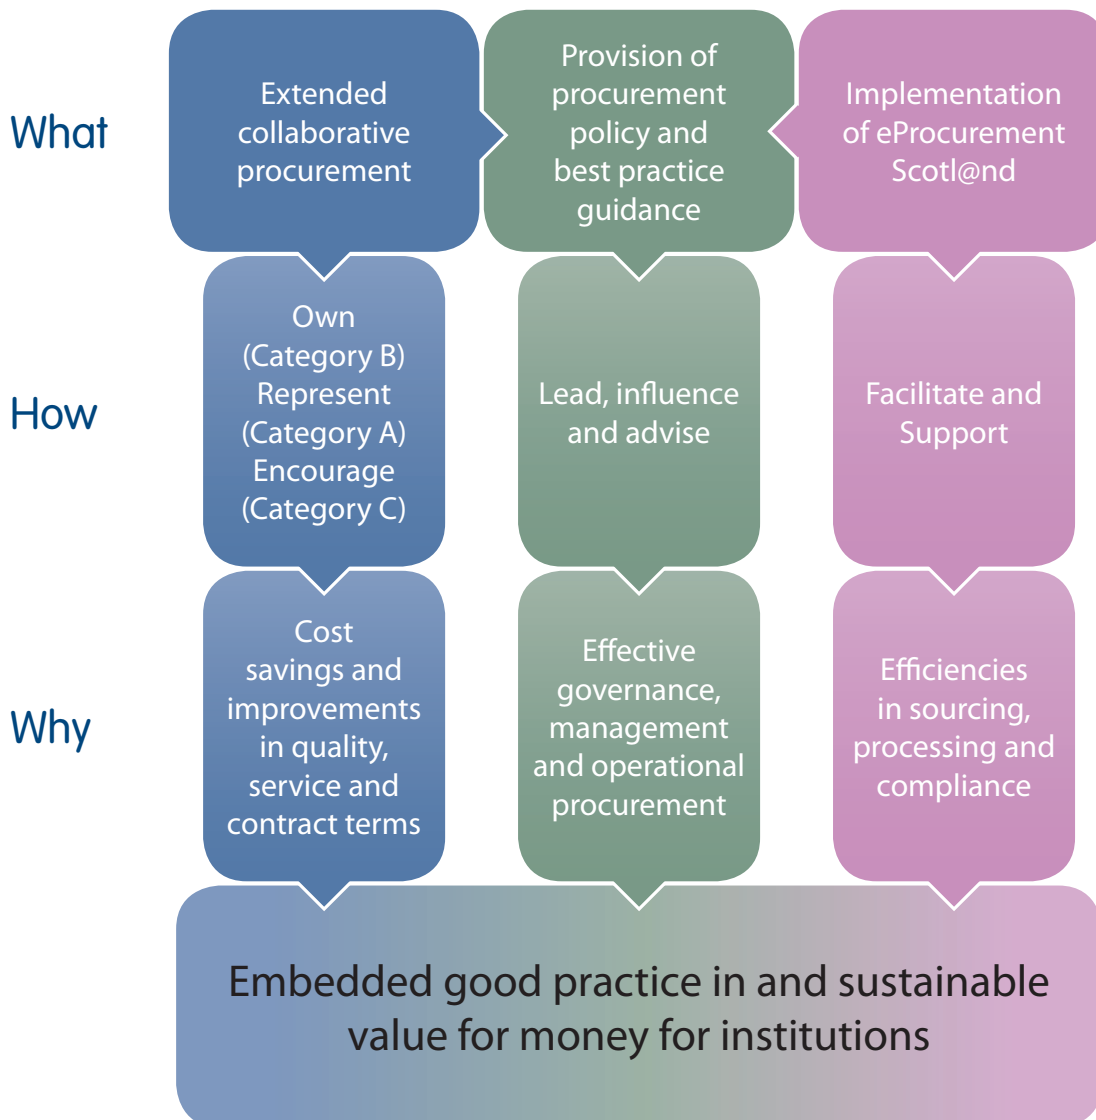 What
Extended
collaborative
procurement
Provision of
procurement
policy and
best practice
guidance
Implementation
of eProcurement
Scotl@nd
How
Own
(Category B)
Represent
(Category A)
Encourage
(Category C)
Lead, influence
and advise
Facilitate and
Support
Why
Cost
savings and
improvements
in quality,
service and
contract terms
Effective
governance,
management
and operational
procurement
Efficiencies
in sourcing,
processing and
compliance
Embedded good practice in and sustainable
value for money for institutions